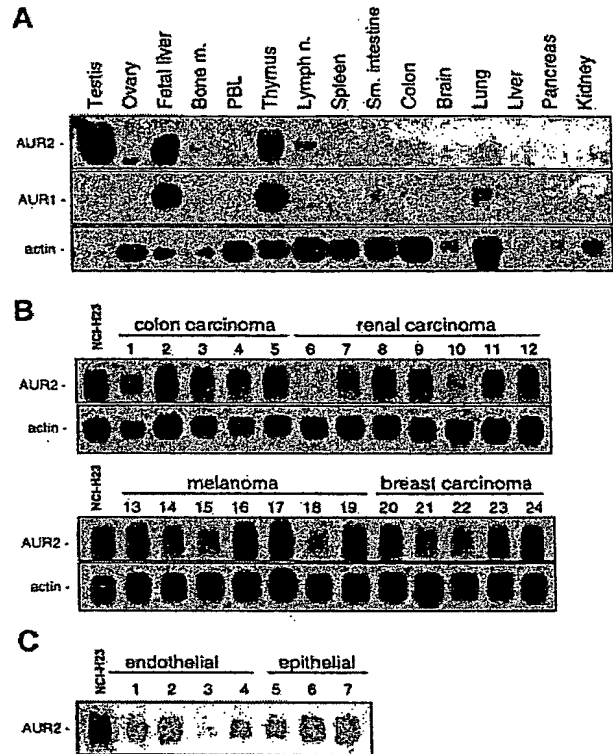 A
Testis Ovary Fetal liver Bone m. PBL Thymus Lymph n. Spleen Sm. intestine Colon Brain Lung Liver Pancreas Kidney
AUR2 -
AUR1 -
actin -
B
NCI-H23 colon carcinoma renal carcinoma
1 2 3 4 5 6 7 8 9 10 11 12
AUR2 -
actin -
NCI-H23 melanoma breast carcinoma
13 14 15 16 17 18 19 20 21 22 23 24
AUR2 -
actin -
C
NCI-H23 endothelial epithelial
1 2 3 4 5 6 7
AUR2 -